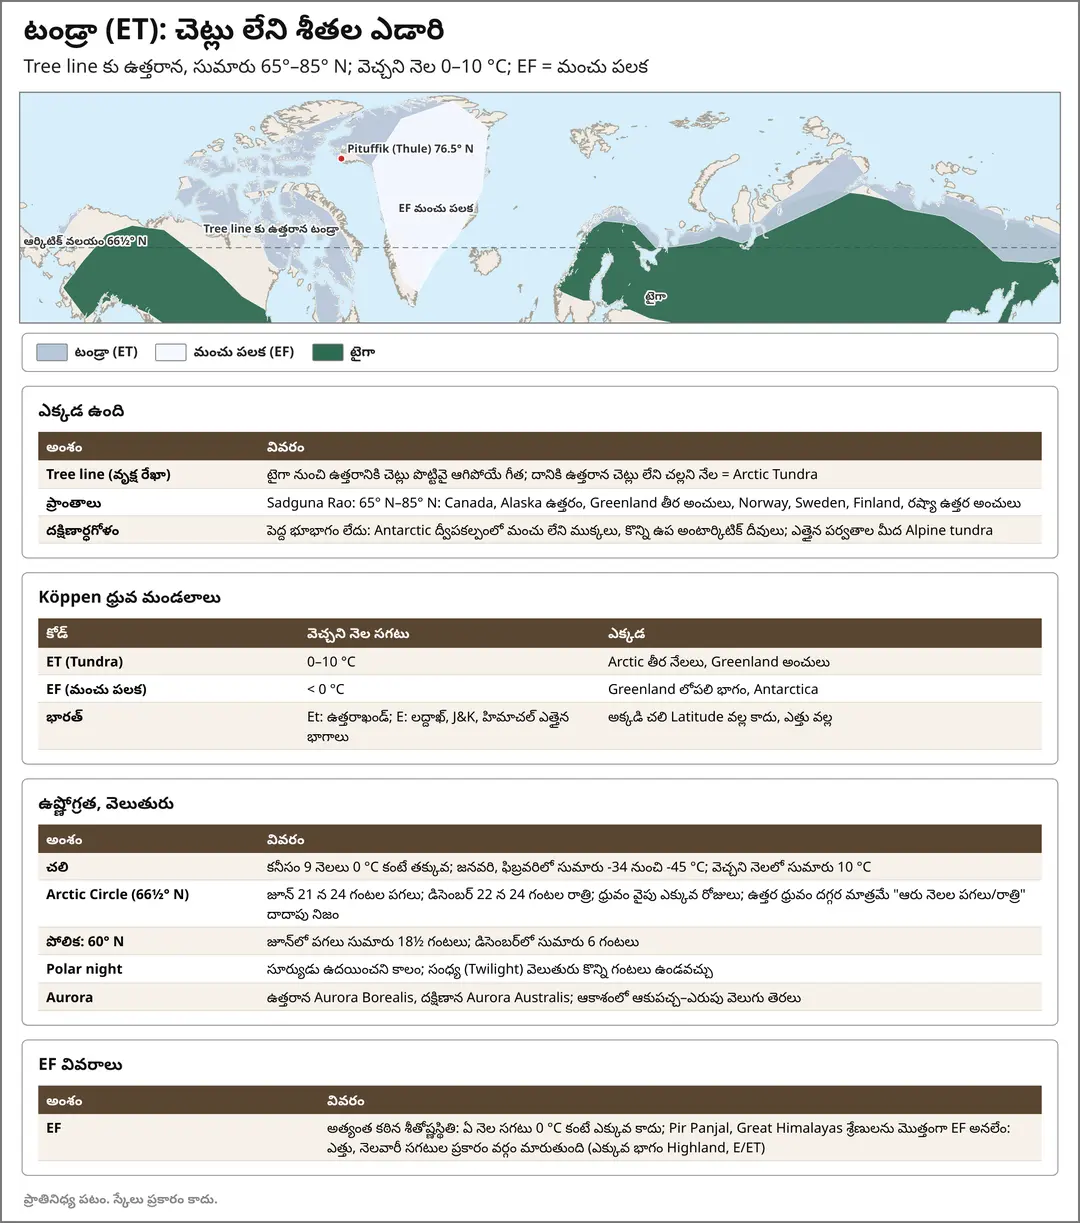 టండ్రా (ET): చెట్లు లేని శీతల ఎడారి
Tree line కు ఉత్తరాన, సుమారు 65°–85° N; వెచ్చని నెల 0–10 °C; EF = మంచు పలక
Pituffik (Thule) 76.5° N
EF మంచు పలక
Tree line కు ఉత్తరాన టండ్రా
ఆర్కిటిక్ వలయం 66½° N
టైగా
టండ్రా (ET)
మంచు పలక (EF)
టైగా
ఎక్కడ ఉంది
అంశం వివరం
Tree line (వృక్ష రేఖా) టైగా నుంచి ఉత్తరానికి చెట్లు పొట్టివై ఆగిపోయే గీత; దానికి ఉత్తరాన చెట్లు లేని చల్లని నేల = Arctic Tundra
ప్రాంతాలు Sadguna Rao: 65° N–85° N: Canada, Alaska ఉత్తరం, Greenland తీర అంచులు, Norway, Sweden, Finland, రష్యా ఉత్తర అంచులు
దక్షిణార్ధగోళం పెద్ద భూభాగం లేదు: Antarctic ద్వీపకల్పంలో మంచు లేని ముక్కలు, కొన్ని ఉప అంటార్కిటిక్ దీవులు; ఎత్తైన పర్వతాల మీద Alpine tundra
Köppen ధ్రువ మండలాలు
కోడ్ వెచ్చని నెల సగటు ఎక్కడ
ET (Tundra) 0–10 °C Arctic తీర నేలలు, Greenland అంచులు
EF (మంచు పలక) < 0 °C Greenland లోపలి భాగం, Antarctica
భారత్ Et: ఉత్తరాఖండ్; E: లద్దాఖ్, J&K, హిమాచల్ ఎత్తైన అక్కడి చలి Latitude వల్ల కాదు, ఎత్తు వల్ల
భాగాలు
ఉష్ణోగ్రత, వెలుతురు
అంశం వివరం
చలి కనీసం 9 నెలలు 0 °C కంటే తక్కువ; జనవరి, ఫిబ్రవరిలో సుమారు -34 నుంచి -45 °C; వెచ్చని నెలలో సుమారు 10 °C
Arctic Circle (66½° N) జూన్ 21 న 24 గంటల పగలు; డిసెంబర్ 22 న 24 గంటల రాత్రి; ధ్రువం వైపు ఎక్కువ రోజులు; ఉత్తర ధ్రువం దగ్గర మాత్రమే "ఆరు నెలల పగలు/రాత్రి"
దాదాపు నిజం
పోలిక: 60° N జూన్‌లో పగలు సుమారు 18½ గంటలు; డిసెంబర్‌లో సుమారు 6 గంటలు
Polar night సూర్యుడు ఉదయించని కాలం; సంధ్య (Twilight) వెలుతురు కొన్ని గంటలు ఉండవచ్చు
Aurora ఉత్తరాన Aurora Borealis, దక్షిణాన Aurora Australis; ఆకాశంలో ఆకుపచ్చ–ఎరుపు వెలుగు తెరలు
EF వివరాలు
అంశం వివరం
EF అత్యంత కఠిన శీతోష్ణస్థితి: ఏ నెల సగటు 0 °C కంటే ఎక్కువ కాదు; Pir Panjal, Great Himalayas శ్రేణులను మొత్తంగా EF అనలేం:
ఎత్తు, నెలవారీ సగటుల ప్రకారం వర్గం మారుతుంది (ఎక్కువ భాగం Highland, E/ET)
ప్రాతినిధ్య పటం. స్కేలు ప్రకారం కాదు.